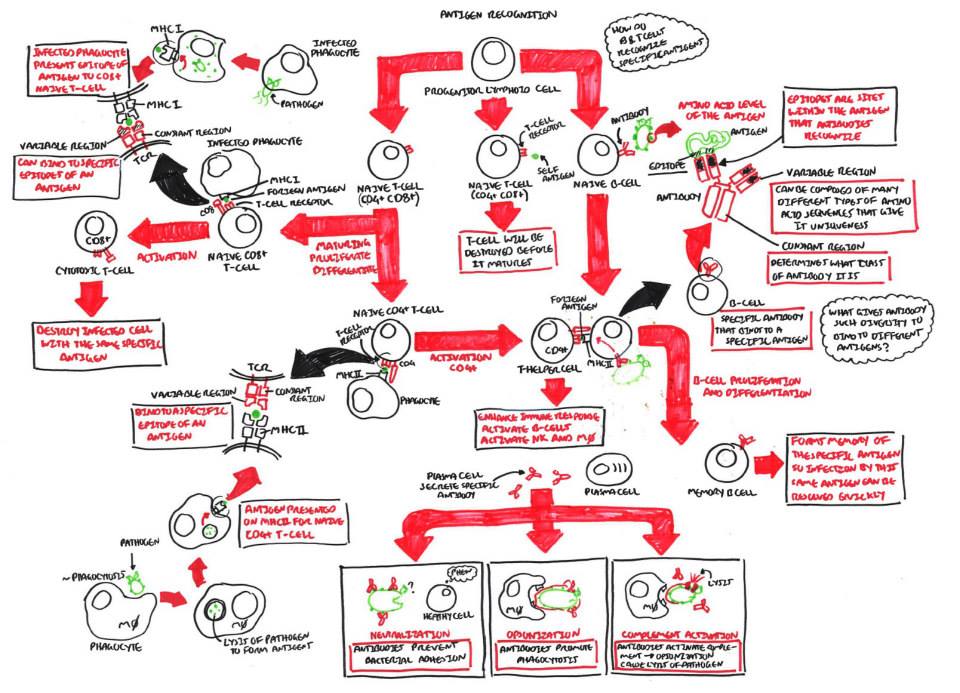 ANTIGEN RECOGNITION
HOW DO
B & T CELLS
RECOGNIZE
SPECIFIC ANTIGENS
PROGENITOR LYMPHOID CELL
MHC I
INFECTED
PHAGOCYTE
PATHOGEN
INFECTED PHAGOCYTE
PRESENTS EPITOPE OF
ANTIGEN TO CD8+
NAIVE T-CELL
MHC I
VARIABLE REGION
CONSTANT REGION
TCR
CAN BIND TO SPECIFIC
EPITOPES OF AN
ANTIGEN
INFECTED PHAGOCYTE
MHC I
FOREIGN ANTIGEN
T-CELL RECEPTOR
CD8
NAIVE CD8+
T-CELL
ACTIVATION
CD8+
CYTOTOXIC T-CELL
DESTROY INFECTED CELL
WITH THE SAME SPECIFIC
ANTIGEN
NAIVE T-CELL
(CD4+ CD8+)
MATURING
PROLIFERATE
DIFFERENTIATE
T-CELL
RECEPTOR
SELF
ANTIGEN
NAIVE T-CELL
(CD4+ CD8+)
T-CELL WILL BE
DESTROYED BEFORE
IT MATURES
ANTIBODY
NAIVE B-CELL
AMINO ACID LEVEL
OF THE ANTIGEN
ANTIGEN
EPITOPE
ANTIBODY
EPITOPES ARE SITES
WITHIN THE ANTIGEN
THAT ANTIBODIES
RECOGNIZE
VARIABLE REGION
CAN BE COMPOSED OF MANY
DIFFERENT TYPES OF AMINO
ACID SEQUENCES THAT GIVE
IT UNIQUENESS
CONSTANT REGION
DETERMINES WHAT CLASS
OF ANTIBODY IT IS
B-CELL
SPECIFIC ANTIBODY
THAT BINDS TO A
SPECIFIC ANTIGEN
WHAT GIVES ANTIBODY
SUCH DIVERSITY TO
BIND TO DIFFERENT
ANTIGENS?
NAIVE CD4+ T-CELL
T-CELL
RECEPTOR
CD4
MHC II
PHAGOCYTE
ACTIVATION
CD4+
FOREIGN
ANTIGEN
CD4+
T-HELPER CELL
MHC II
ENHANCE IMMUNE RESPONSE
ACTIVATE B-CELLS
ACTIVATE NK AND MØ
B-CELL PROLIFERATION
AND DIFFERENTIATION
MEMORY B CELL
FORMS MEMORY OF
THE SPECIFIC ANTIGEN
SO INFECTION BY THIS
SAME ANTIGEN CAN BE
RESOLVED QUICKLY
TCR
VARIABLE REGION
CONSTANT
REGION
BIND TO A SPECIFIC
EPITOPE OF AN
ANTIGEN
MHC II
ANTIGEN PRESENTED
ON MHC II FOR NAIVE
CD4+ T-CELL
PATHOGEN
~PHAGOCYTOSIS
MØ
PHAGOCYTE
MØ
LYSIS OF PATHOGEN
TO FORM ANTIGENS
PLASMA CELL
SECRETE SPECIFIC
ANTIBODY
PLASMA CELL
?
PHEW
HEALTHY CELL
NEUTRALIZATION
ANTIBODIES PREVENT
BACTERIAL ADHESION
MØ
OPSONIZATION
ANTIBODIES PROMOTE
PHAGOCYTOSIS
MØ
LYSIS
COMPLEMENT ACTIVATION
ANTIBODIES ACTIVATE COMPLE-
MENT → OPSONIZATION
CAUSE LYSIS OF PATHOGEN